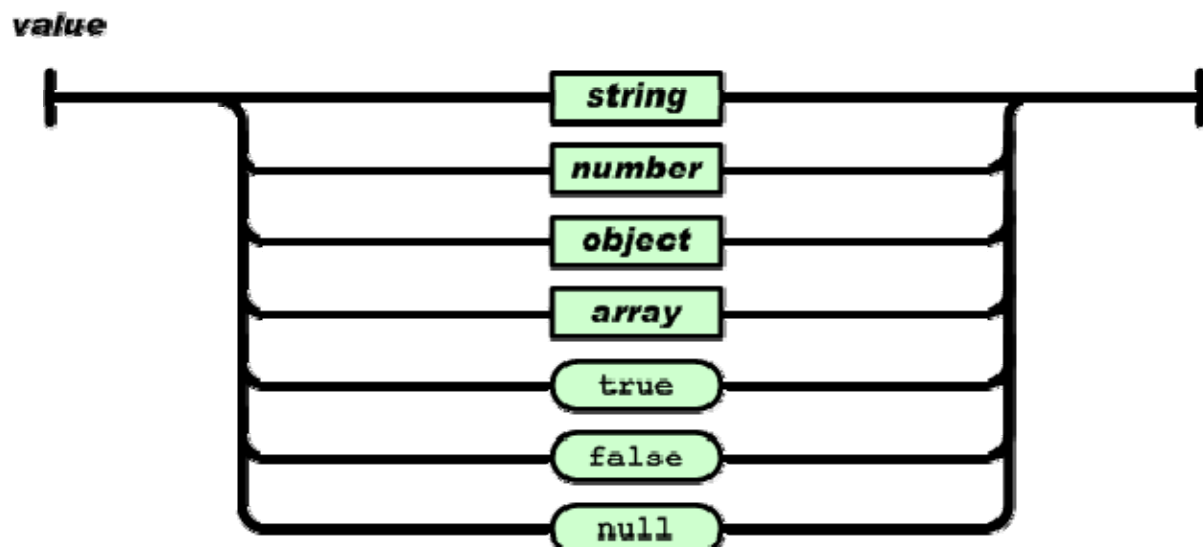 value
string
number
object
array
true
false
null